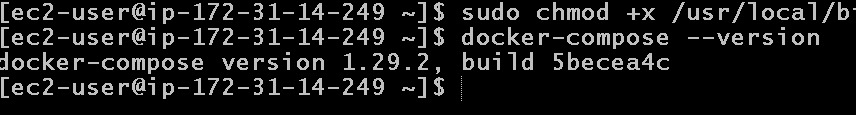 [ec2-user@ip-172-31-14-249 ~]$ sudo chmod +x /usr/local/bi
[ec2-user@ip-172-31-14-249 ~]$ docker-compose --version
docker-compose version 1.29.2, build 5becea4c
[ec2-user@ip-172-31-14-249 ~]$